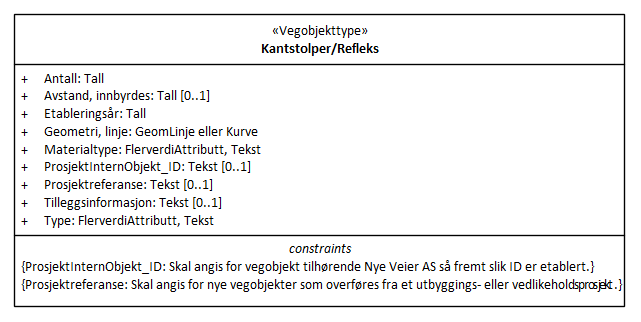 «Vegobjekttype»
Kantstolper/Refleks
+ Antall: Tall
+ Avstand, innbyrdes: Tall [0..1]
+ Etableringsår: Tall
+ Geometri, linje: GeomLinje eller Kurve
+ Materialtype: FlerverdiAttributt, Tekst
+ ProsjektInternObjekt_ID: Tekst [0..1]
+ Prosjektreferanse: Tekst [0..1]
+ Tilleggsinformasjon: Tekst [0..1]
+ Type: FlerverdiAttributt, Tekst
constraints
{ProsjektInternObjekt_ID: Skal angis for vegobjekt tilhørende Nye Veier AS så fremt slik ID er etablert.}
{Prosjektreferanse: Skal angis for nye vegobjekter som overføres fra et utbyggings- eller vedlikeholdsprosjekt.}